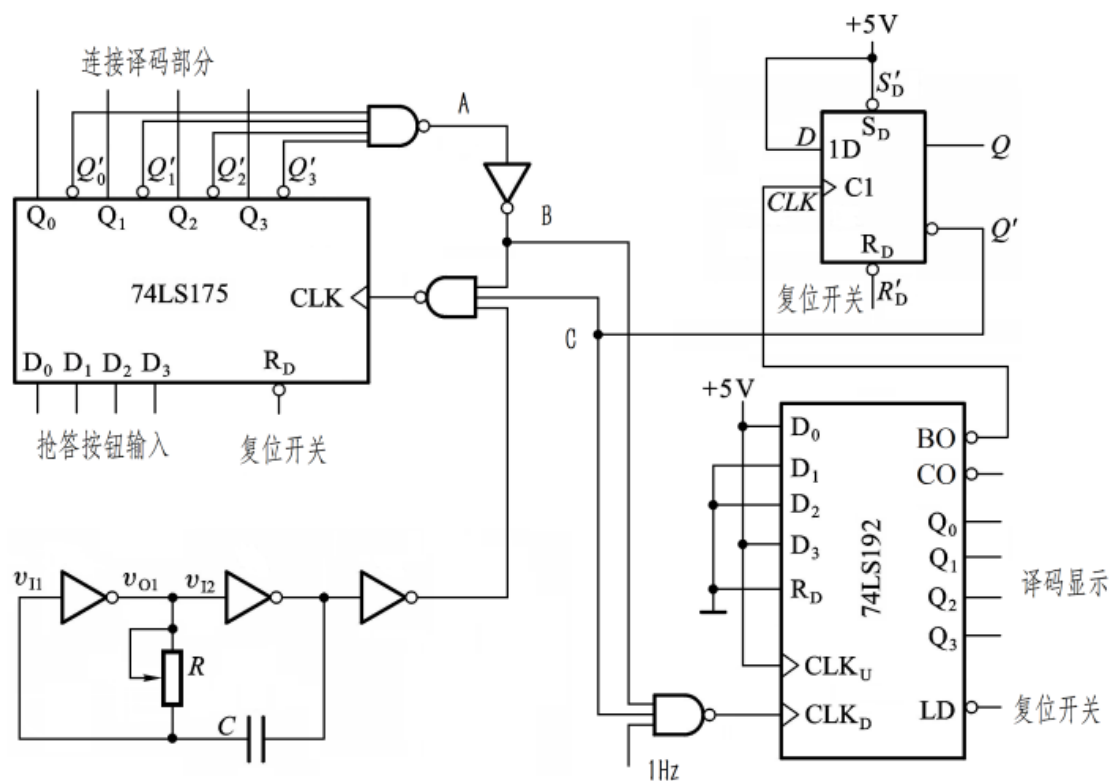 连接译码部分
A
Q′0 Q′1 Q′2 Q′3
Q0 Q1 Q2 Q3
B
74LS175
CLK
C
D0 D1 D2 D3
RD
抢答按钮输入
复位开关
+5V
S′D
SD
D
1D
Q
CLK
C1
Q′
RD
复位开关
R′D
vI1
vO1
vI2
R
C
+5V
D0
D1
D2
D3
RD
CLKU
CLKD
74LS192
BO
CO
Q0
Q1
Q2
Q3
译码显示
LD
复位开关
1Hz